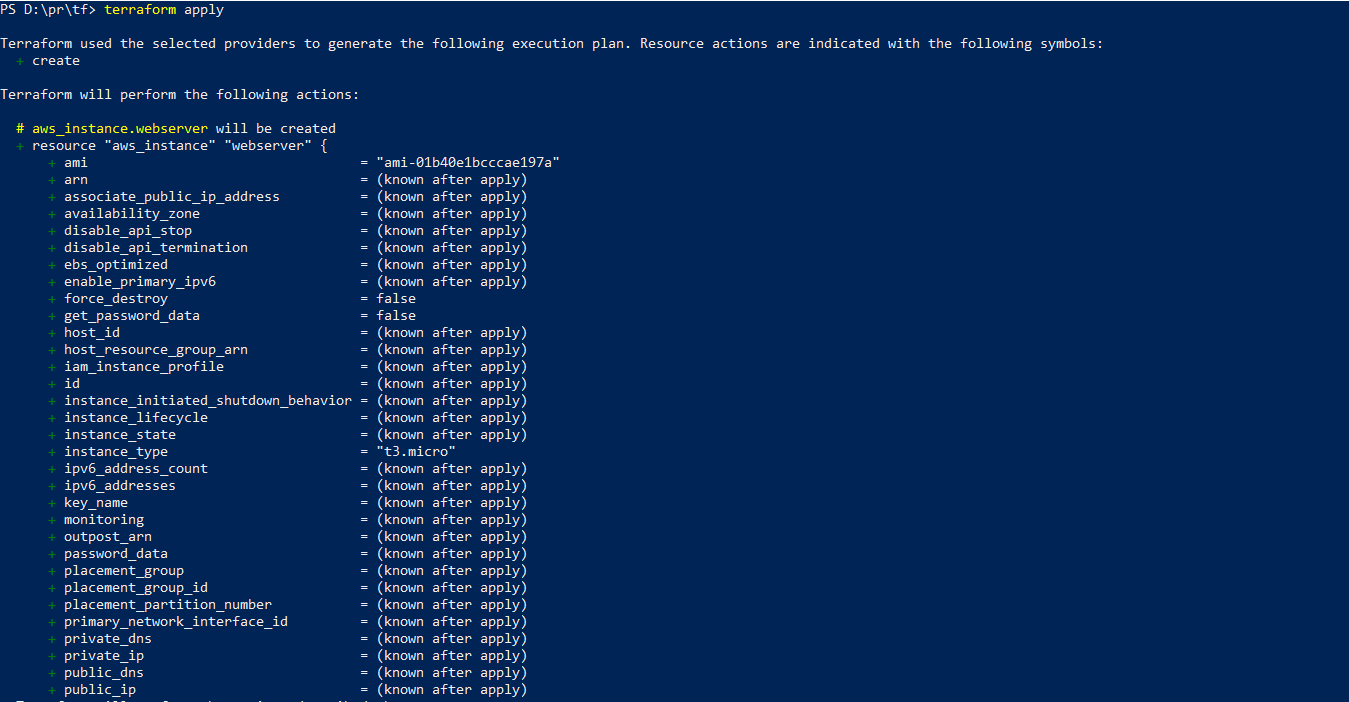 PS D:\pr\tf> terraform apply
Terraform used the selected providers to generate the following execution plan. Resource actions are indicated with the following symbols:
+ create
Terraform will perform the following actions:
# aws_instance.webserver will be created
+ resource "aws_instance" "webserver" {
+ ami = "ami-01b40e1bcccae197a"
+ arn = (known after apply)
+ associate_public_ip_address = (known after apply)
+ availability_zone = (known after apply)
+ disable_api_stop = (known after apply)
+ disable_api_termination = (known after apply)
+ ebs_optimized = (known after apply)
+ enable_primary_ipv6 = (known after apply)
+ force_destroy = false
+ get_password_data = false
+ host_id = (known after apply)
+ host_resource_group_arn = (known after apply)
+ iam_instance_profile = (known after apply)
+ id = (known after apply)
+ instance_initiated_shutdown_behavior = (known after apply)
+ instance_lifecycle = (known after apply)
+ instance_state = (known after apply)
+ instance_type = "t3.micro"
+ ipv6_address_count = (known after apply)
+ ipv6_addresses = (known after apply)
+ key_name = (known after apply)
+ monitoring = (known after apply)
+ outpost_arn = (known after apply)
+ password_data = (known after apply)
+ placement_group = (known after apply)
+ placement_group_id = (known after apply)
+ placement_partition_number = (known after apply)
+ primary_network_interface_id = (known after apply)
+ private_dns = (known after apply)
+ private_ip = (known after apply)
+ public_dns = (known after apply)
+ public_ip = (known after apply)